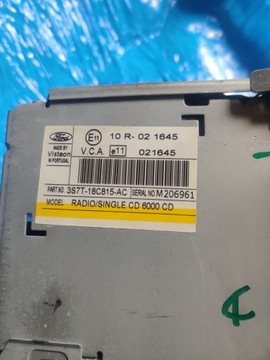 Ford
MADE BY
Visteon
IN PORTUGAL
E11
10 R- 02 1645
V.C.A. e11 021645
PART NO 3S7T-18C815-AC SERIAL NO. M206961
MODEL RADIO/SINGLE CD 6000 CD